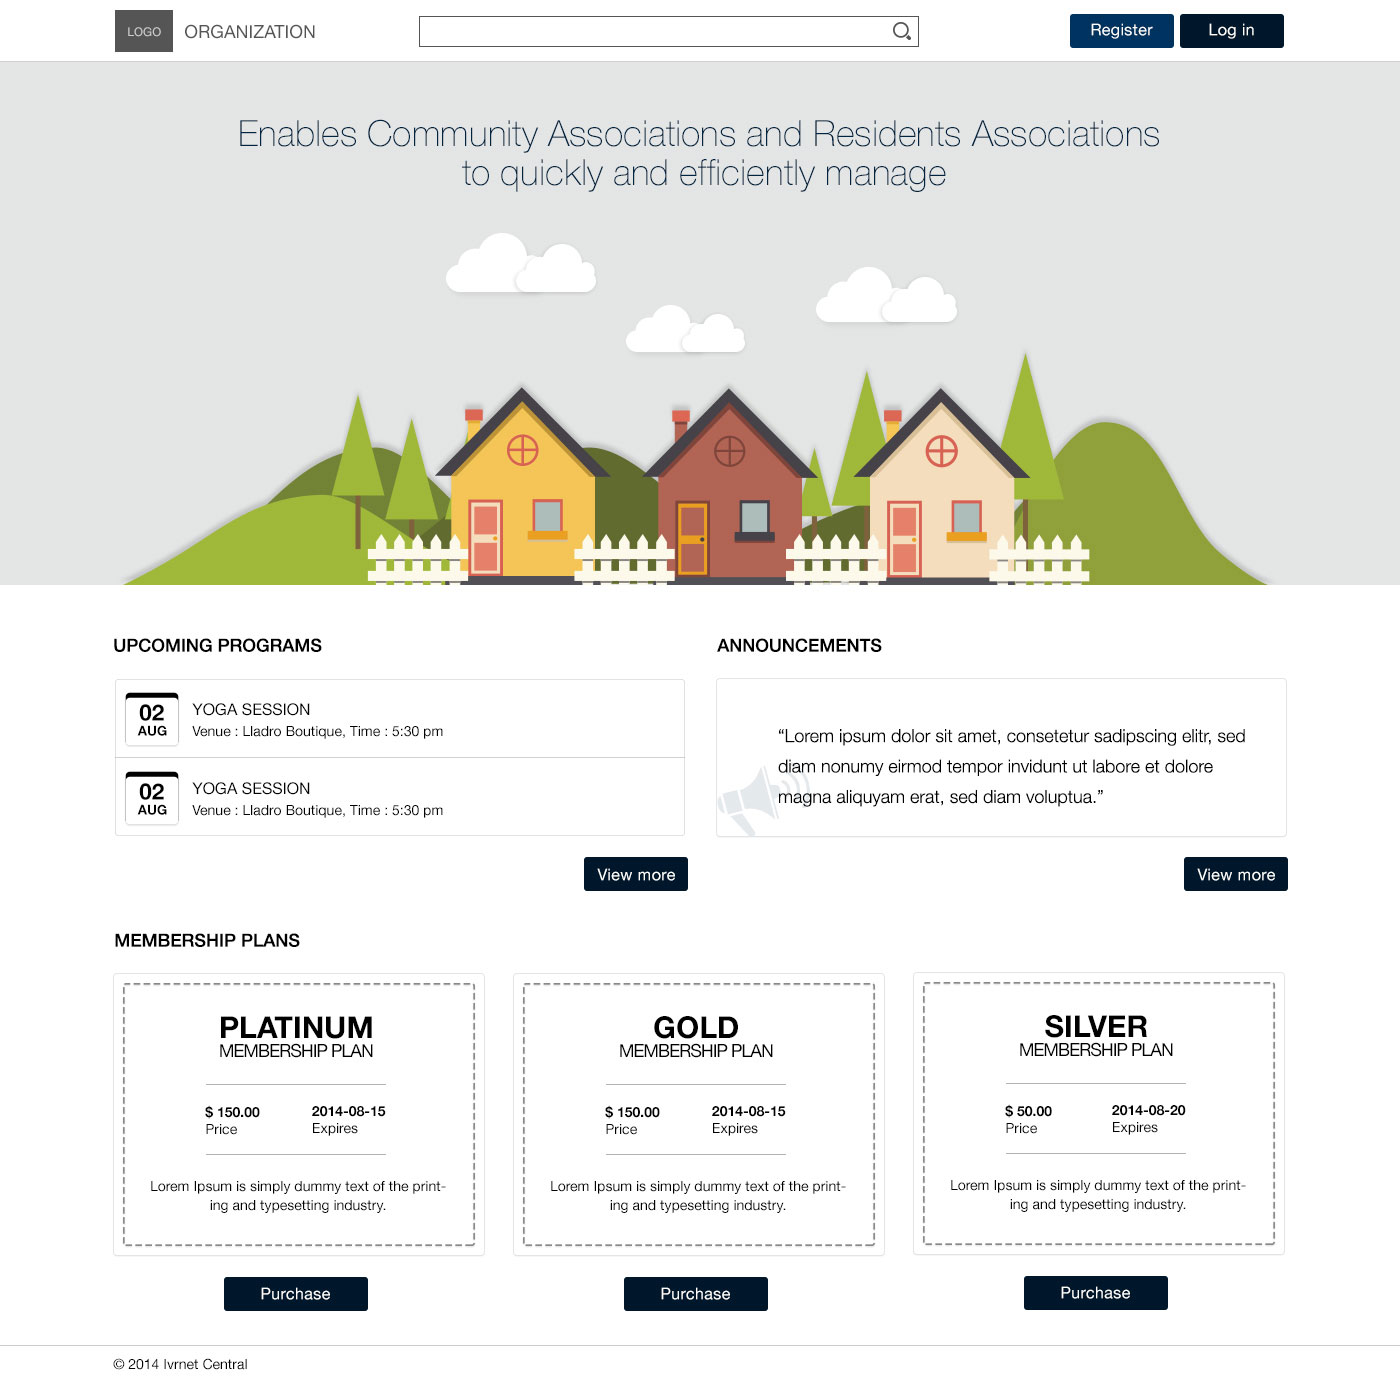 LOGO ORGANIZATION
Register
Log in
Enables Community Associations and Residents Associations
to quickly and efficiently manage
UPCOMING PROGRAMS
02
AUG
YOGA SESSION
Venue : Lladro Boutique, Time : 5:30 pm
02
AUG
YOGA SESSION
Venue : Lladro Boutique, Time : 5:30 pm
View more
ANNOUNCEMENTS
“Lorem ipsum dolor sit amet, consetetur sadipscing elitr, sed
diam nonumy eirmod tempor invidunt ut labore et dolore
magna aliquyam erat, sed diam voluptua.”
View more
MEMBERSHIP PLANS
PLATINUM
MEMBERSHIP PLAN
$ 150.00
Price
2014-08-15
Expires
Lorem Ipsum is simply dummy text of the print-
ing and typesetting industry.
Purchase
GOLD
MEMBERSHIP PLAN
$ 150.00
Price
2014-08-15
Expires
Lorem Ipsum is simply dummy text of the print-
ing and typesetting industry.
Purchase
SILVER
MEMBERSHIP PLAN
$ 50.00
Price
2014-08-20
Expires
Lorem Ipsum is simply dummy text of the print-
ing and typesetting industry.
Purchase
© 2014 Ivrnet Central